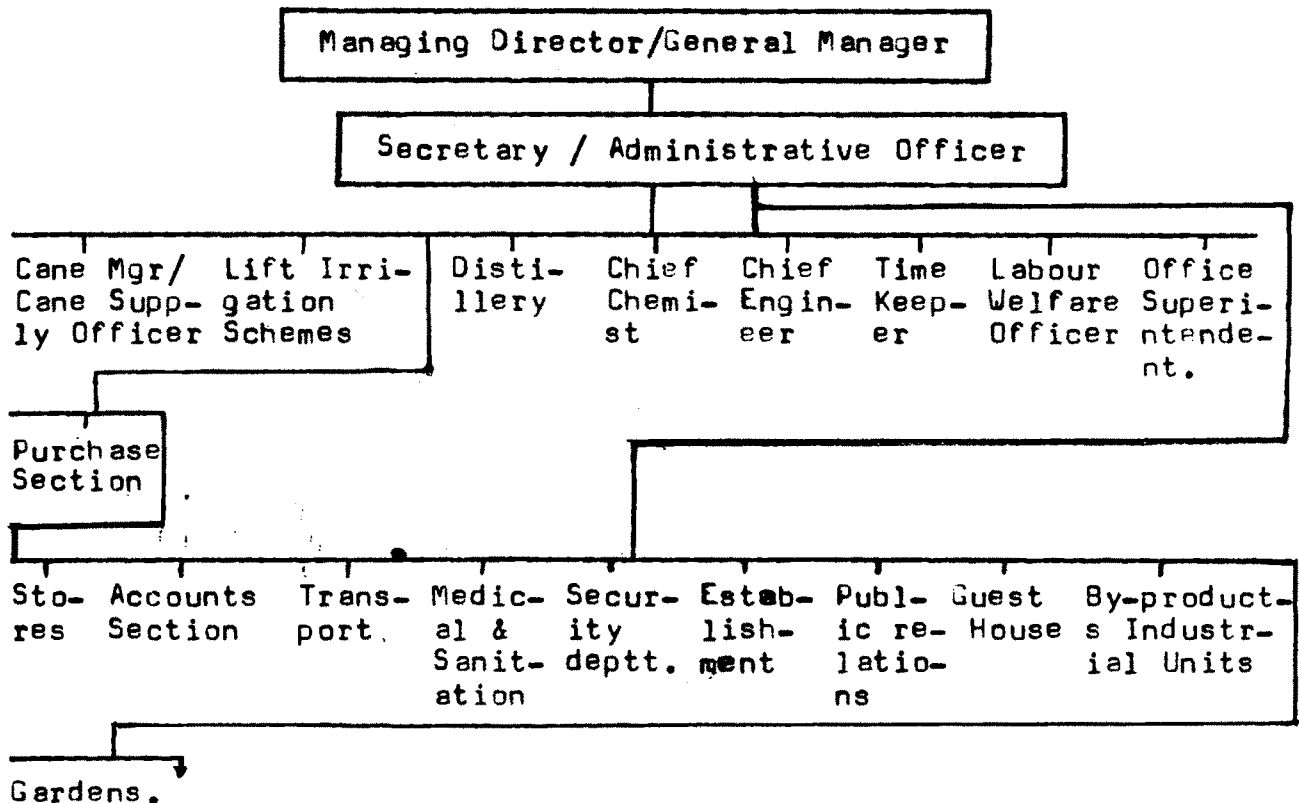 Managing Director/General Manager
Secretary / Administrative Officer
Cane Mgr/
Cane Supp-
ly Officer
Lift Irri-
gation
Schemes
Disti-
llery
Chief
Chemi-
st
Chief
Engin-
eer
Time
Keep-
er
Labour
Welfare
Officer
Office
Superi-
ntende-
nt.
Purchase
Section
Sto-
res
Accounts
Section
Trans-
port.
Medic-
al &
Sanit-
ation
Secur-
ity
deptt.
Estab-
lish-
ment
Publ-
ic re-
latio-
ns
Guest
House
By-product-
s Industr-
ial Units
Gardens.